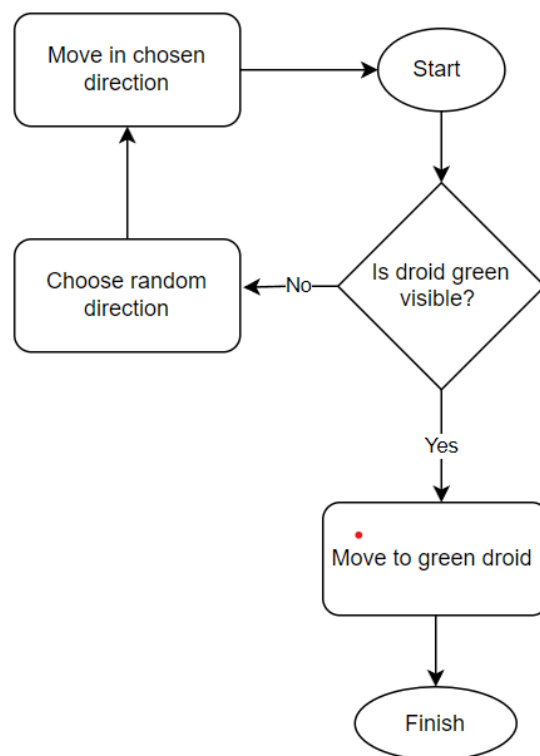 Move in chosen
direction
Start
Is droid green
visible?
No
Choose random
direction
Yes
Move to green droid
Finish